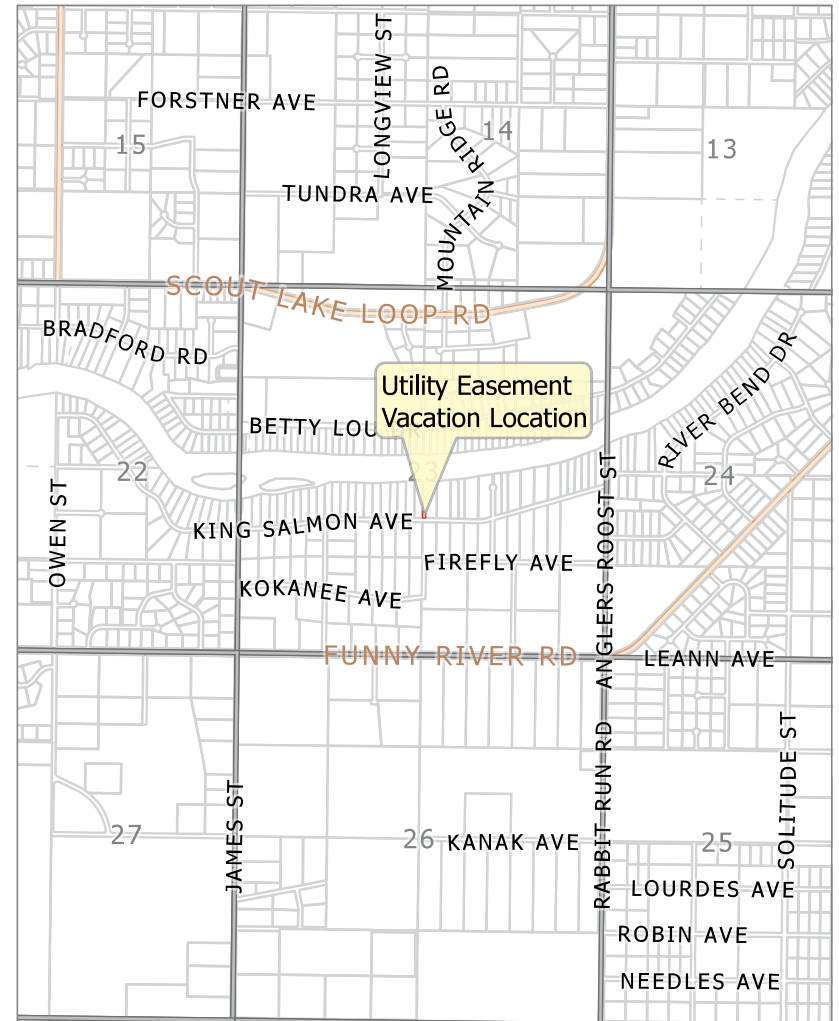 LONGVIEW ST
FORSTNER AVE
MOUNTAIN RIDGE RD
14
15
13
TUNDRA AVE
SCOUT LAKE LOOP RD
BRADFORD RD
RIVER BEND DR
Utility Easement
Vacation Location
BETTY LOU
22
23
24
OWEN ST
KING SALMON AVE
ANGLERS ROOST ST
FIREFLY AVE
KOKANEE AVE
FUNNY RIVER RD
LEANN AVE
SOLITUDE ST
JAMES ST
RABBIT RUN RD
27
26
KANAK AVE
25
LOURDES AVE
ROBIN AVE
NEEDLES AVE